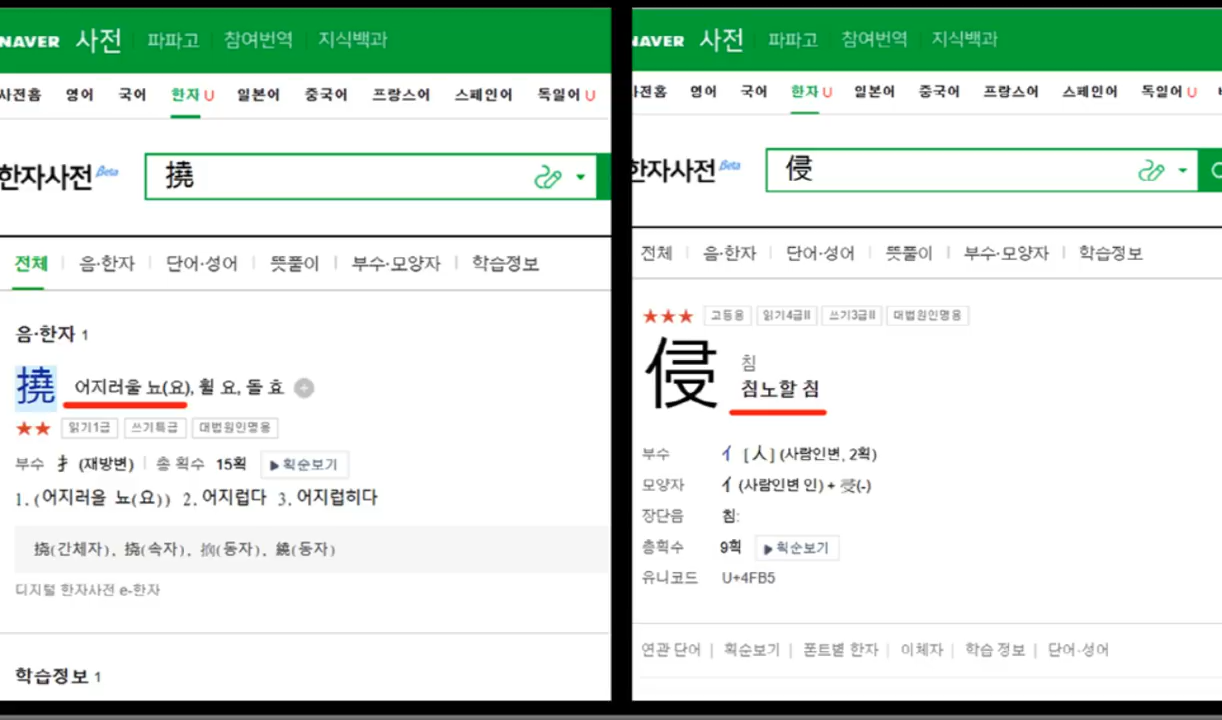 NAVER 사전 파파고 참여번역 지식백과
사전홈 영어 국어 한자 U 일본어 중국어 프랑스어 스페인어 독일어 U
한자사전 Beta 撓
전체 음·한자 단어·성어 뜻풀이 부수·모양자 학습정보
음·한자 1
撓 어지러울 뇨(요), 휠 요, 돌 효
★★ 읽기1급 쓰기특급 대법원인명용
부수 扌 (재방변) 총 획수 15획 ▶획순보기
1. (어지러울 뇨(요)) 2. 어지럽다 3. 어지럽히다
挠(간체자), 撓(속자), (동자), (동자)
디지털 한자사전 e-한자
학습정보 1
NAVER 사전 파파고 참여번역 지식백과
사전홈 영어 국어 한자 U 일본어 중국어 프랑스어 스페인어 독일어 U
한자사전 Beta 侵
전체 음·한자 단어·성어 뜻풀이 부수·모양자 학습정보
★★★ 고등용 읽기4급II 쓰기3급II 대법원인명용
侵 침
침노할 침
부수 亻 [人] (사람인변, 2획)
모양자 亻 (사람인변 인) + (-)
장단음 침:
총획수 9획 ▶획순보기
유니코드 U+4FB5
연관 단어 | 획순보기 | 폰트별 한자 | 이체자 | 학습 정보 | 단어·성어